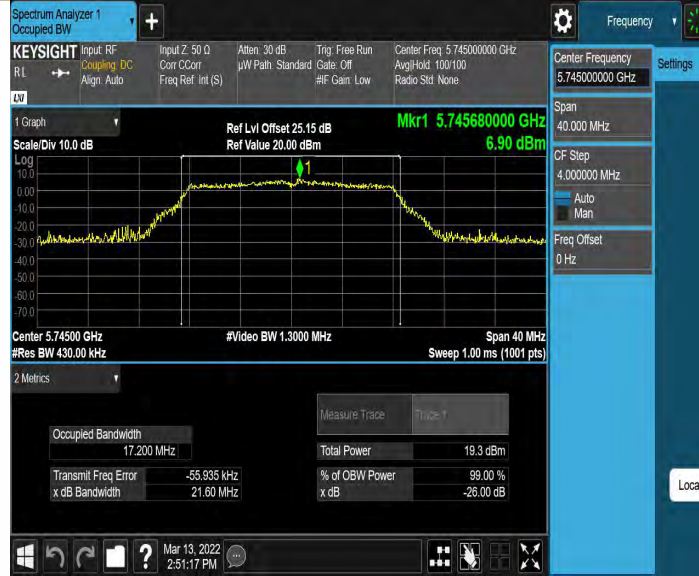 Spectrum Analyzer 1
Occupied BW
Frequency
KEYSIGHT
RL
LXI
Input: RF
Coupling: DC
Align: Auto
Input Z: 50 Ω
Corr CCorr
Freq Ref: Int (S)
Atten: 30 dB
µW Path: Standard
Trig: Free Run
Gate: Off
#IF Gain: Low
Center Freq: 5.745000000 GHz
Avg|Hold: 100/100
Radio Std: None
Center Frequency
5.745000000 GHz
Settings
Span
40.000 MHz
CF Step
4.000000 MHz
Auto
Man
Freq Offset
0 Hz
1 Graph
Scale/Div 10.0 dB
Ref Lvl Offset 25.15 dB
Ref Value 20.00 dBm
Mkr1 5.745680000 GHz
6.90 dBm
Log
10.0
0.00
-10.0
-20.0
-30.0
-40.0
-50.0
-60.0
-70.0
1
Center 5.74500 GHz
#Res BW 430.00 kHz
#Video BW 1.3000 MHz
Span 40 MHz
Sweep 1.00 ms (1001 pts)
2 Metrics
Measure Trace
Trace 1
Occupied Bandwidth
17.200 MHz
Total Power
19.3 dBm
Transmit Freq Error
-55.935 kHz
% of OBW Power
99.00 %
x dB Bandwidth
21.60 MHz
x dB
-26.00 dB
Loca
?
Mar 13, 2022
2:51:17 PM